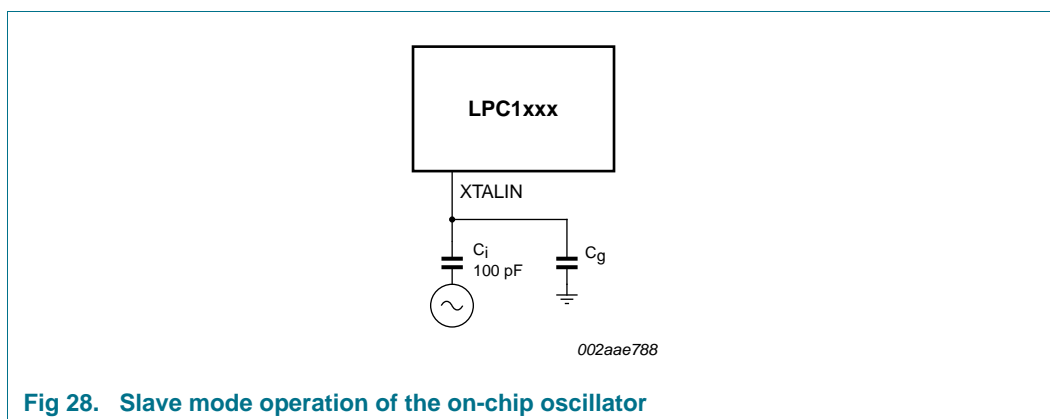 LPC1xxx
XTALIN
Ci
100 pF
Cg
002aae788
Fig 28. Slave mode operation of the on-chip oscillator